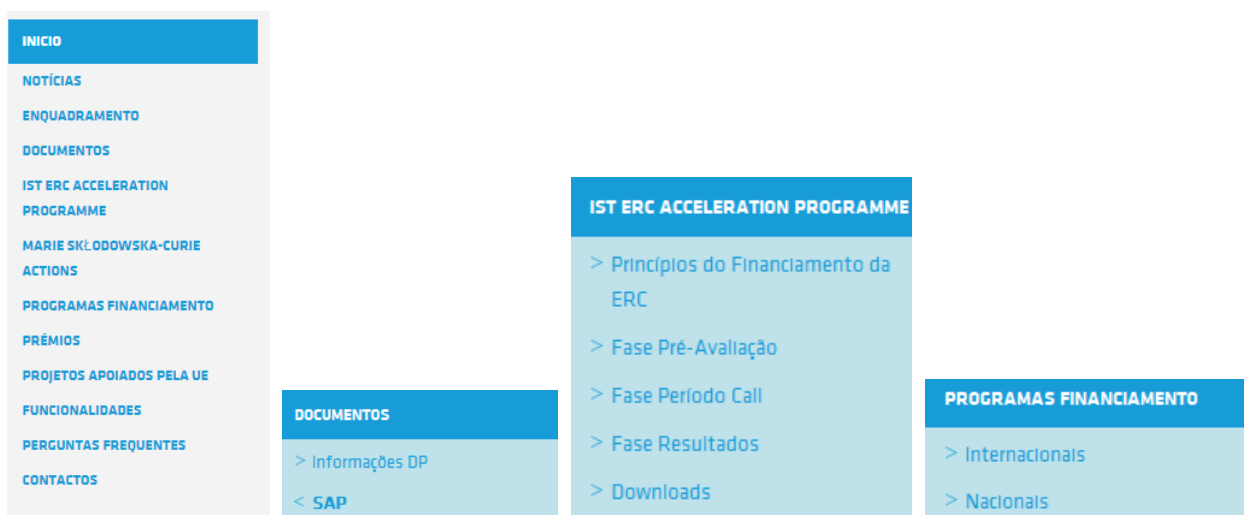 INICIO
NOTÍCIAS
ENQUADRAMENTO
DOCUMENTOS
IST ERC ACCELERATION
PROGRAMME
MARIE SKŁODOWSKA-CURIE
ACTIONS
PROGRAMAS FINANCIAMENTO
PRÉMIOS
PROJETOS APOIADOS PELA UE
FUNCIONALIDADES
PERGUNTAS FREQUENTES
CONTACTOS
DOCUMENTOS
> Informações DP
< SAP
IST ERC ACCELERATION PROGRAMME
> Princípios do Financiamento da
ERC
> Fase Pré-Avaliação
> Fase Período Call
> Fase Resultados
> Downloads
PROGRAMAS FINANCIAMENTO
> Internacionais
> Nacionais